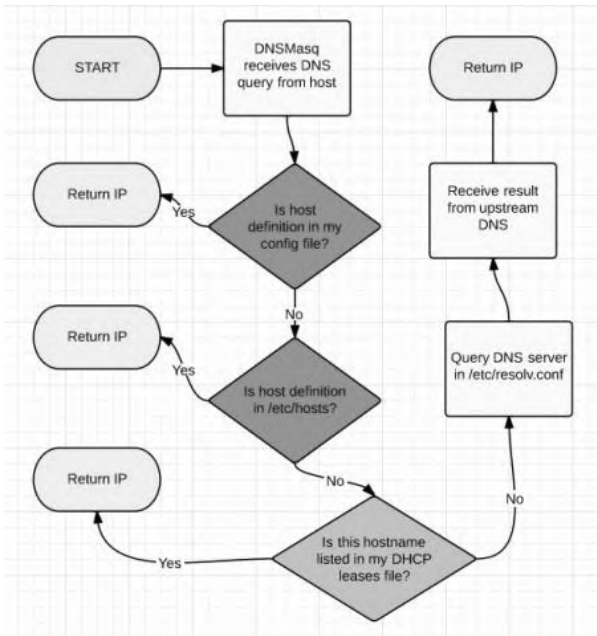 START
DNSMasq
receives DNS
query from host
Return IP
Return IP
Yes
Is host
definition in my
config file?
Receive result
from upstream
DNS
No
Return IP
Yes
Is host definition
in /etc/hosts?
Query DNS server
in /etc/resolv.conf
Return IP
No
No
Yes
Is this hostname
listed in my DHCP
leases file?